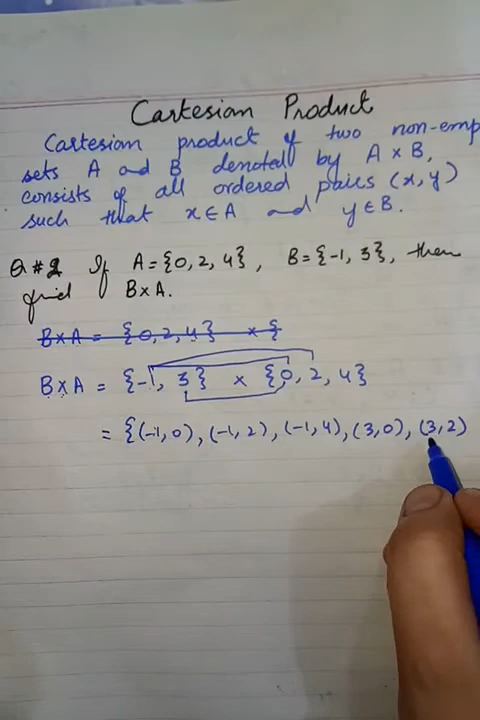 Cartesian Product
Cartesian product of two non-emp
sets A and B denoted by A × B,
consists of all ordered pairs (x, y)
such that x ∈ A and y ∈ B.
Q #2 If A = {0, 2, 4}, B = {-1, 3}, then
find B×A.
B×A = {0, 2, 4} × {
B×A = {-1, 3} × {0, 2, 4}
= {(-1, 0), (-1, 2), (-1, 4), (3, 0), (3, 2)